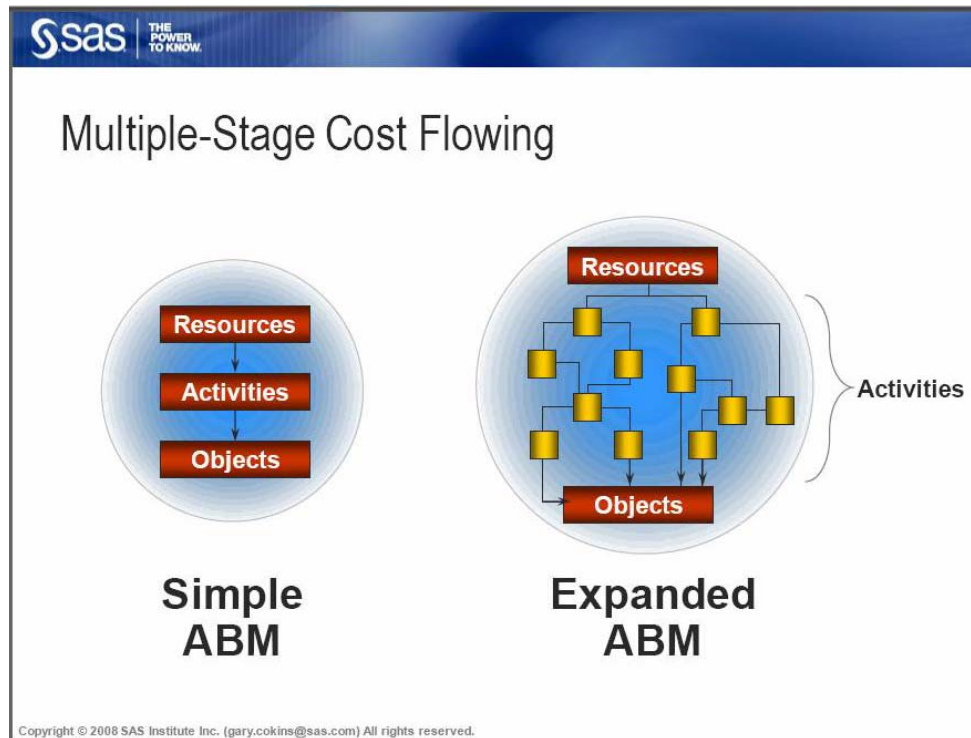 sas
THE
POWER
TO KNOW.
Multiple-Stage Cost Flowing
Resources
Activities
Objects
Simple
ABM
Resources
Activities
Objects
Expanded
ABM
Copyright © 2008 SAS Institute Inc. (gary.cokins@sas.com) All rights reserved.